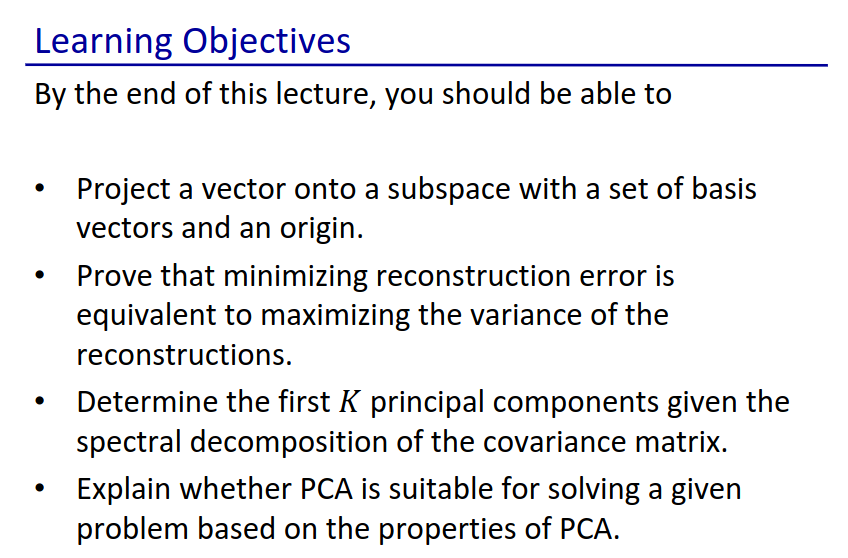 Learning Objectives
By the end of this lecture, you should be able to
• Project a vector onto a subspace with a set of basis
vectors and an origin.
• Prove that minimizing reconstruction error is
equivalent to maximizing the variance of the
reconstructions.
• Determine the first K principal components given the
spectral decomposition of the covariance matrix.
• Explain whether PCA is suitable for solving a given
problem based on the properties of PCA.